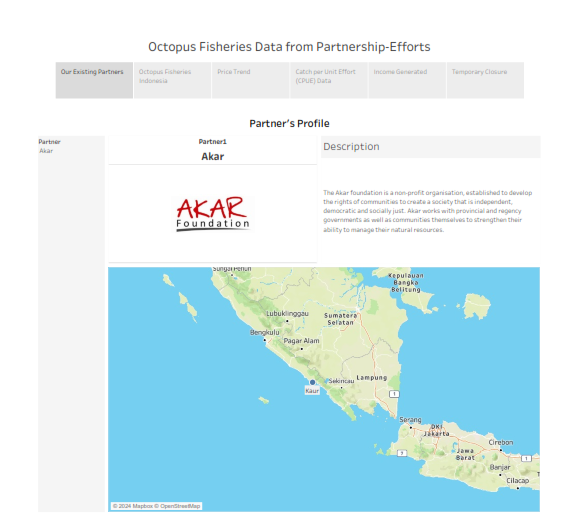 Octopus Fisheries Data from Partnership-Efforts
Our Existing Partners
Octopus Fisheries
Indonesia
Price Trend
Catch per Unit Effort
(CPUE) Data
Income Generated
Temporary Closure
Partner's Profile
Partner
Akar
Partner1
Akar
Description
AKAR
Foundation
The Akar foundation is a non-profit organisation, established to develop
the rights of communities to create a society that is independent,
democratic and socially just. Akar works with provincial and regency
governments as well as communities themselves to strengthen their
ability to manage their natural resources.
Sungai Penuh
Kepulauan
Bangka
Belitung
Lubuklinggau
Sumatera
Selatan
Bengkulu
Pagar Alam
Kaur
Sekincau
Lampung
1
Serang
DKI
Jakarta
Cirebon
3
Jawa
Barat
1
Banjar
Cilacap
© 2024 Mapbox © OpenStreetMap